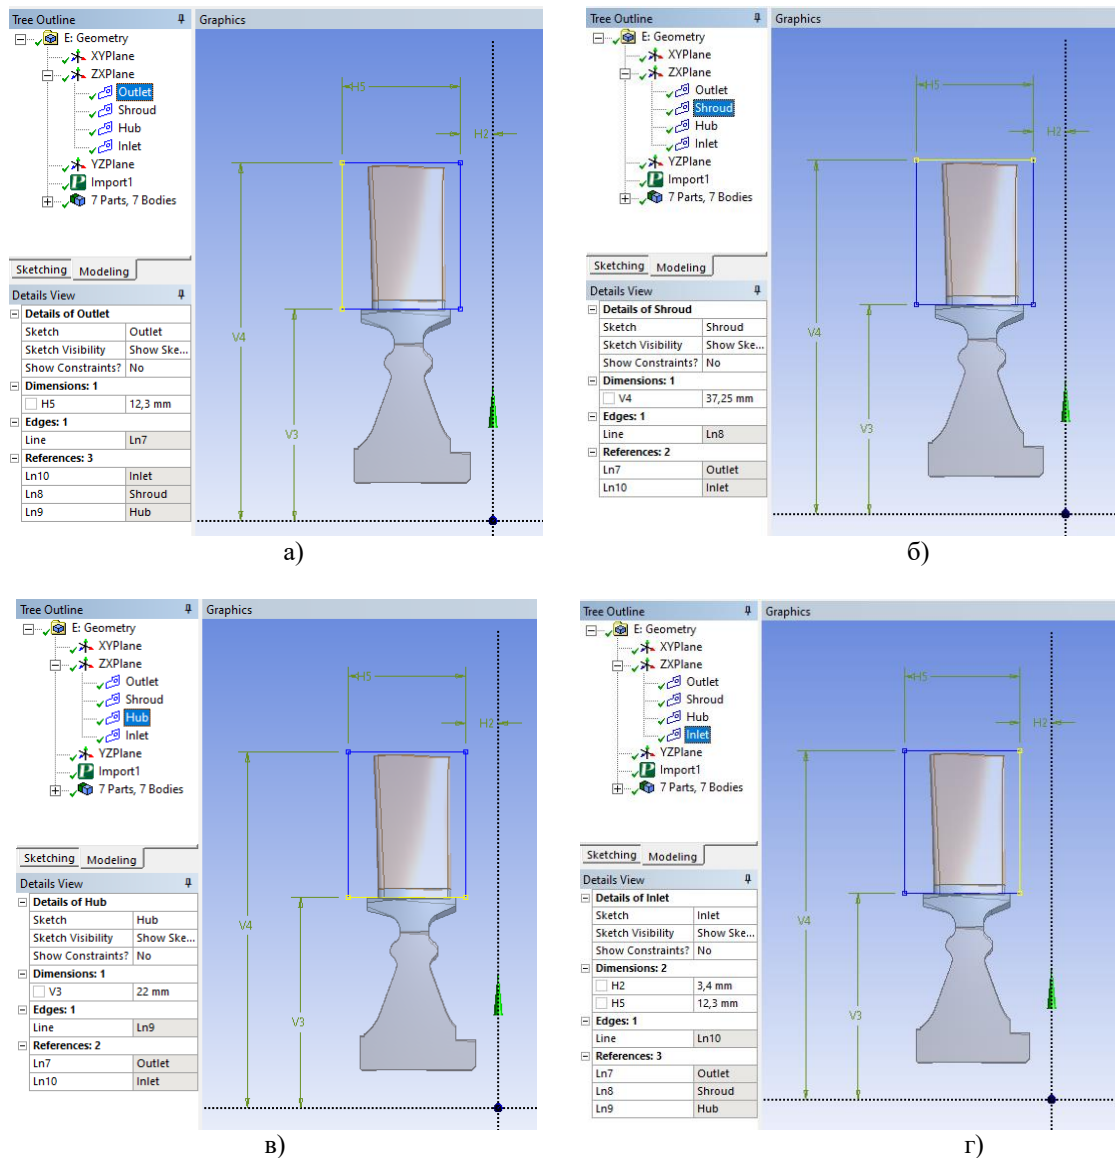 Tree Outline
Graphics
E: Geometry
XYPlane
ZXPlane
Outlet
Shroud
Hub
Inlet
YZPlane
Import1
7 Parts, 7 Bodies
Sketching Modeling
Details View
Details of Outlet
Sketch Outlet
Sketch Visibility Show Ske...
Show Constraints? No
Dimensions: 1
H5 12,3 mm
Edges: 1
Line Ln7
References: 3
Ln10 Inlet
Ln8 Shroud
Ln9 Hub
H5
H2
V4
V3
а)
Tree Outline
Graphics
E: Geometry
XYPlane
ZXPlane
Outlet
Shroud
Hub
Inlet
YZPlane
Import1
7 Parts, 7 Bodies
Sketching Modeling
Details View
Details of Shroud
Sketch Shroud
Sketch Visibility Show Ske...
Show Constraints? No
Dimensions: 1
V4 37,25 mm
Edges: 1
Line Ln8
References: 2
Ln7 Outlet
Ln10 Inlet
H5
H2
V4
V3
б)
Tree Outline
Graphics
E: Geometry
XYPlane
ZXPlane
Outlet
Shroud
Hub
Inlet
YZPlane
Import1
7 Parts, 7 Bodies
Sketching Modeling
Details View
Details of Hub
Sketch Hub
Sketch Visibility Show Ske...
Show Constraints? No
Dimensions: 1
V3 22 mm
Edges: 1
Line Ln9
References: 2
Ln7 Outlet
Ln10 Inlet
H5
H2
V4
V3
в)
Tree Outline
Graphics
E: Geometry
XYPlane
ZXPlane
Outlet
Shroud
Hub
Inlet
YZPlane
Import1
7 Parts, 7 Bodies
Sketching Modeling
Details View
Details of Inlet
Sketch Inlet
Sketch Visibility Show Ske...
Show Constraints? No
Dimensions: 2
H2 3,4 mm
H5 12,3 mm
Edges: 1
Line Ln10
References: 3
Ln7 Outlet
Ln8 Shroud
Ln9 Hub
H5
H2
V4
V3
г)